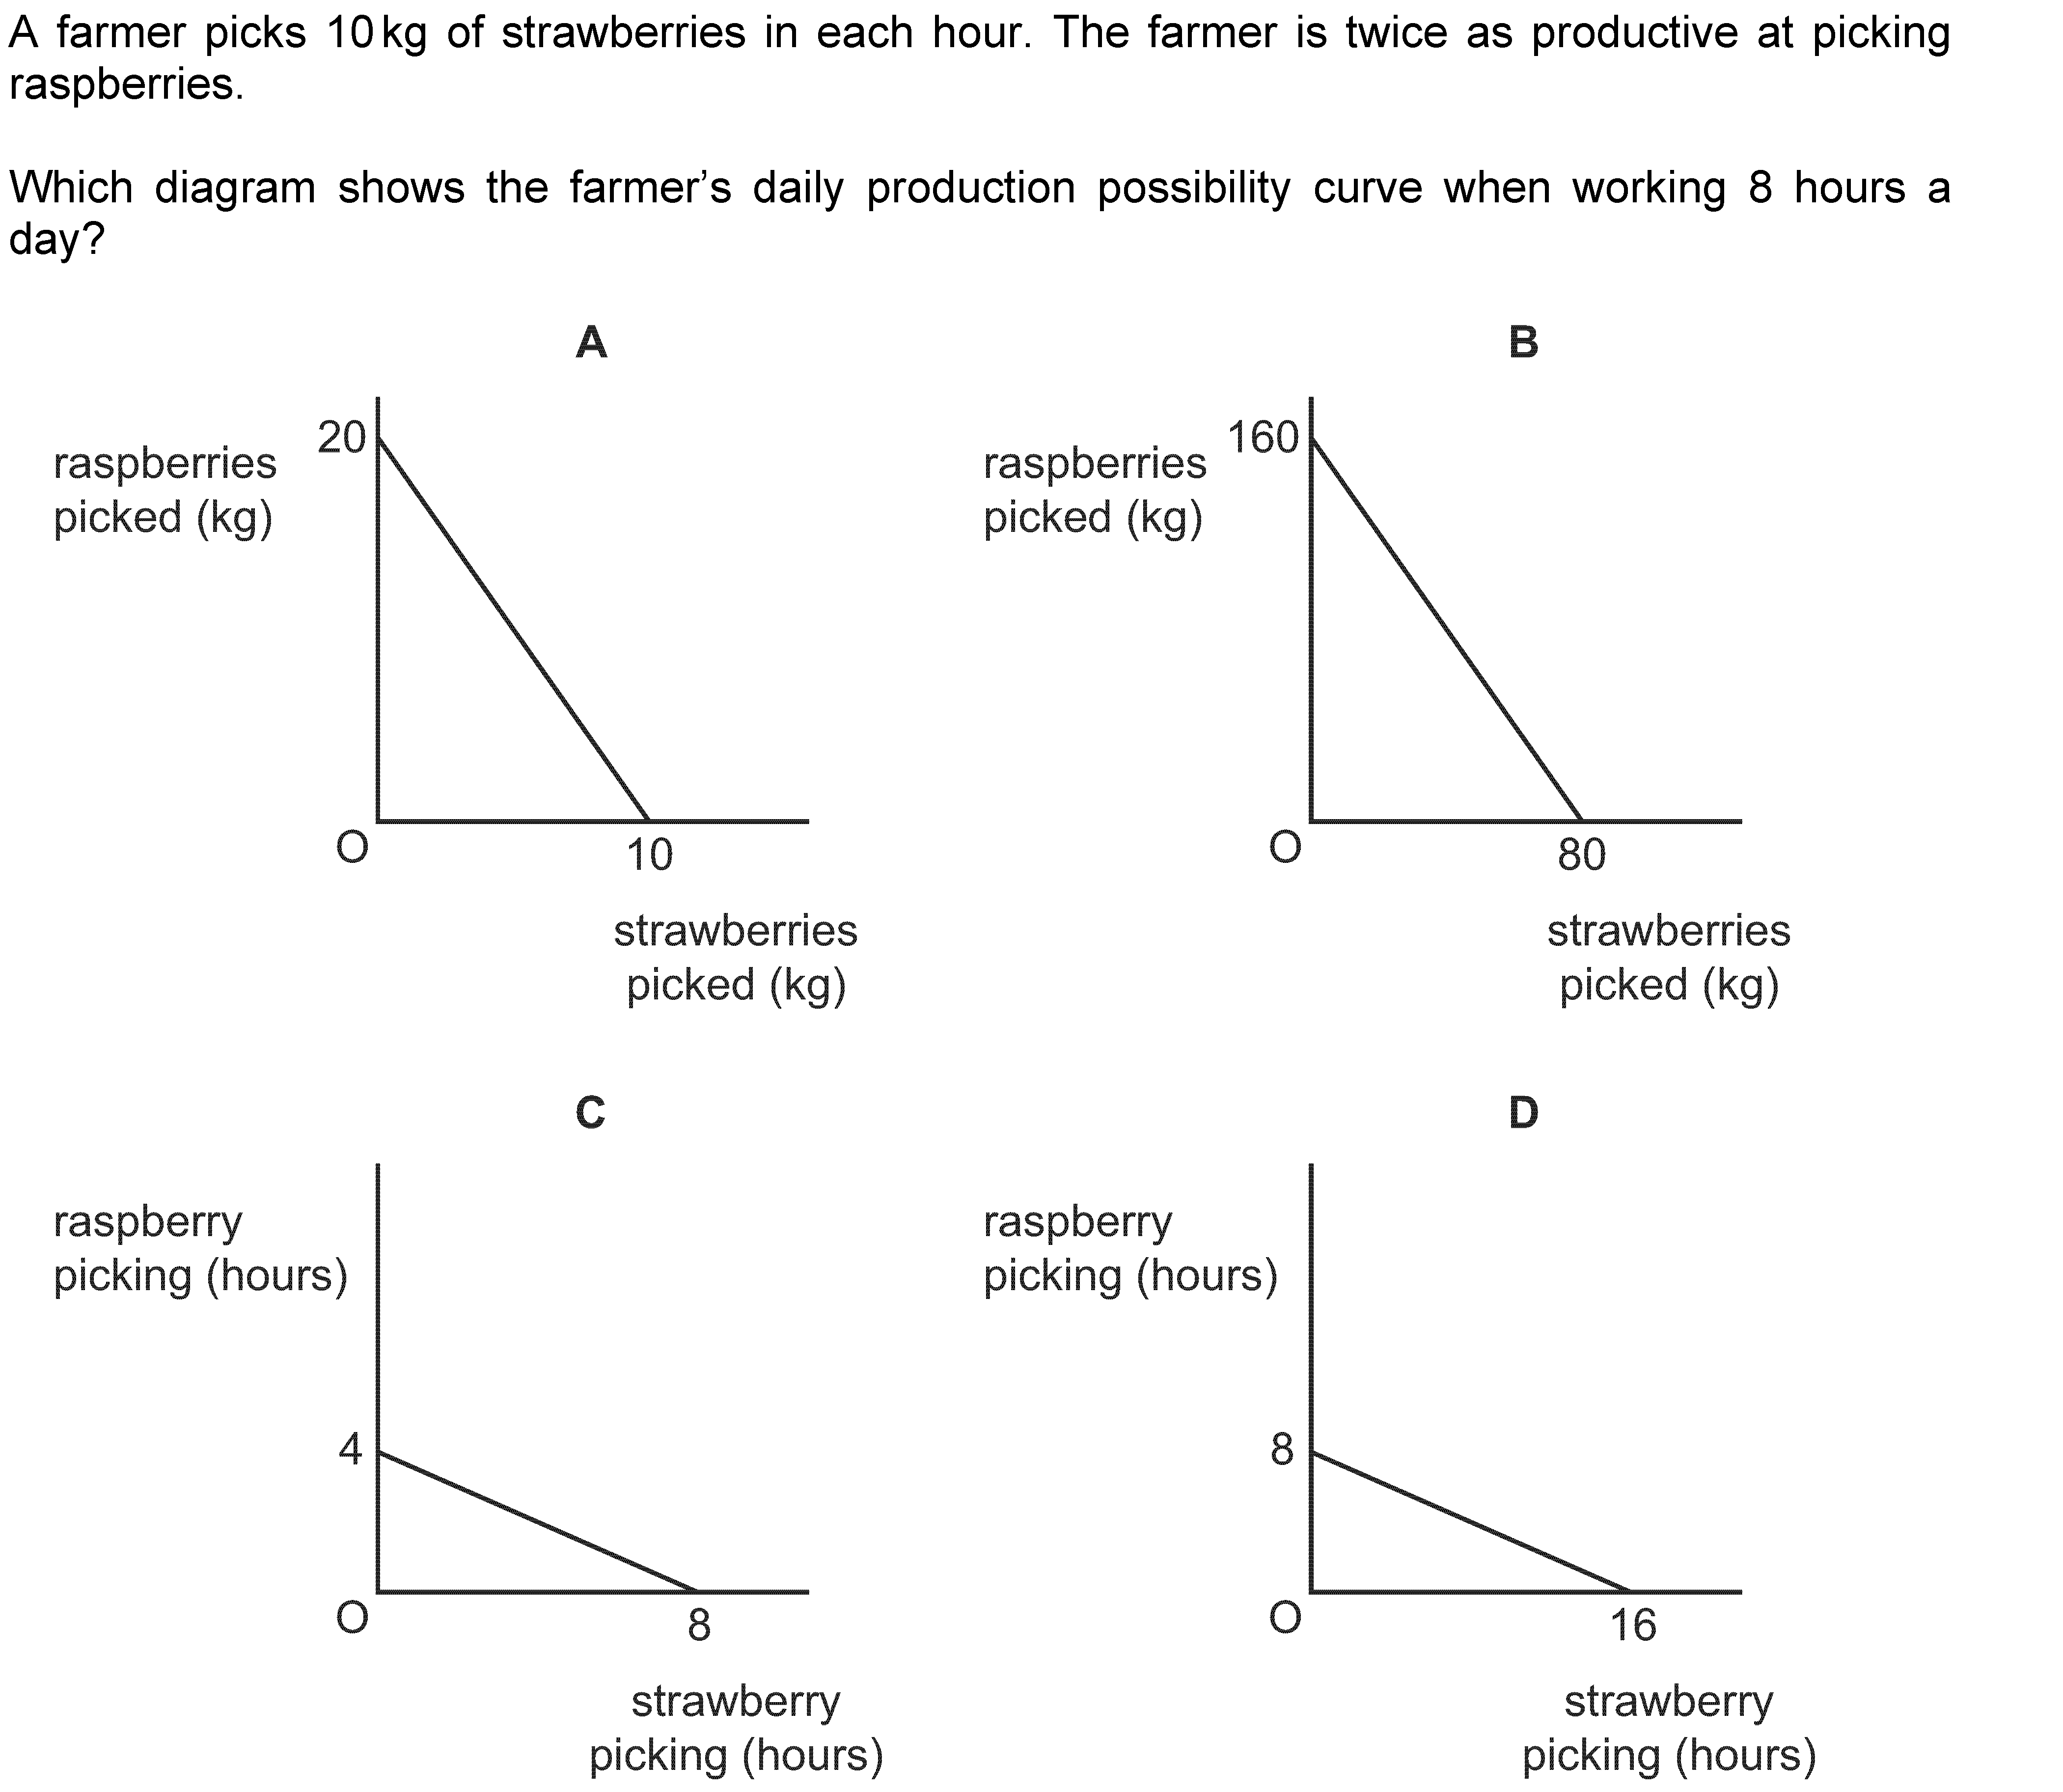 A farmer picks 10 kg of strawberries in each hour. The farmer is twice as productive at picking
raspberries.
Which diagram shows the farmer’s daily production possibility curve when working 8 hours a
day?
A
20
raspberries
picked (kg)
O
10
strawberries
picked (kg)
B
160
raspberries
picked (kg)
O
80
strawberries
picked (kg)
C
raspberry
picking (hours)
4
O
8
strawberry
picking (hours)
D
raspberry
picking (hours)
8
O
16
strawberry
picking (hours)